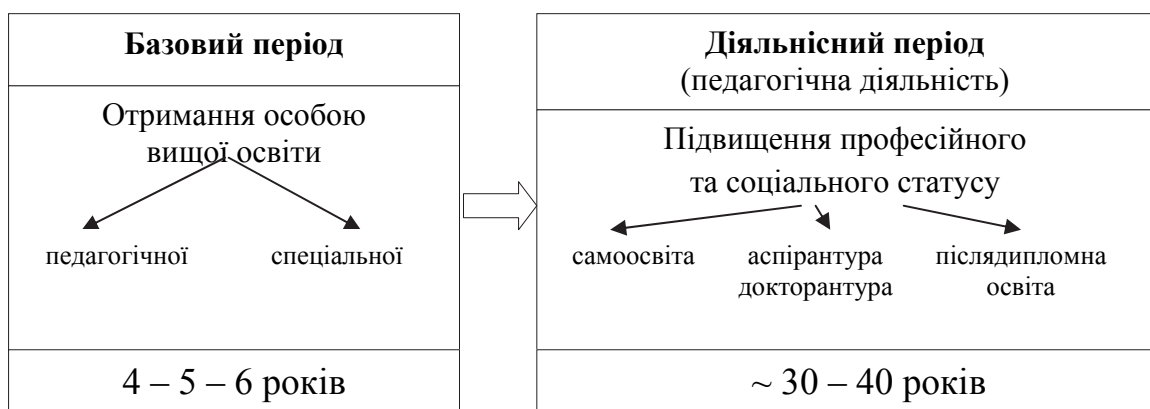 Базовий період
Отримання особою
вищої освіти
педагогічної
спеціальної
4 – 5 – 6 років
Діяльнісний період
(педагогічна діяльність)
Підвищення професійного
та соціального статусу
самоосвіта
аспірантура
докторантура
післядипломна
освіта
~ 30 – 40 років